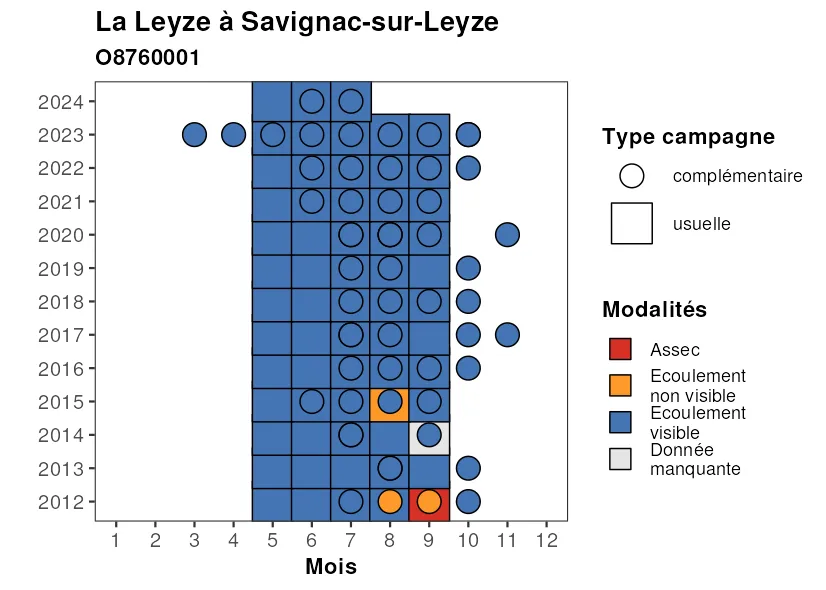 La Leyze à Savignac-sur-Leyze
O8760001
2024
2023
2022
2021
2020
2019
2018
2017
2016
2015
2014
2013
2012
1 2 3 4 5 6 7 8 9 10 11 12
Mois
Type campagne
complémentaire
usuelle
Modalités
Assec
Ecoulement
non visible
Ecoulement
visible
Donnée
manquante